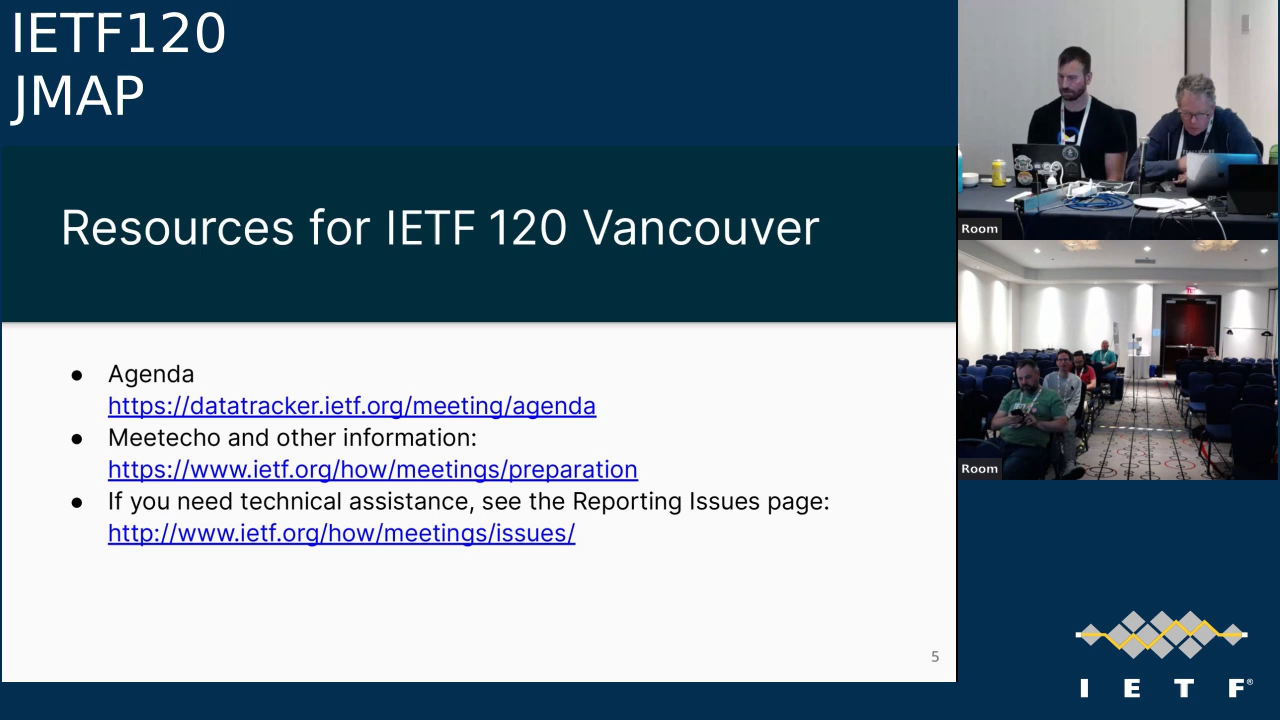 IETF120
JMAP
Resources for IETF 120 Vancouver
● Agenda
https://datatracker.ietf.org/meeting/agenda
● Meetecho and other information:
https://www.ietf.org/how/meetings/preparation
● If you need technical assistance, see the Reporting Issues page:
http://www.ietf.org/how/meetings/issues/
5
Room
Room
I E T F®